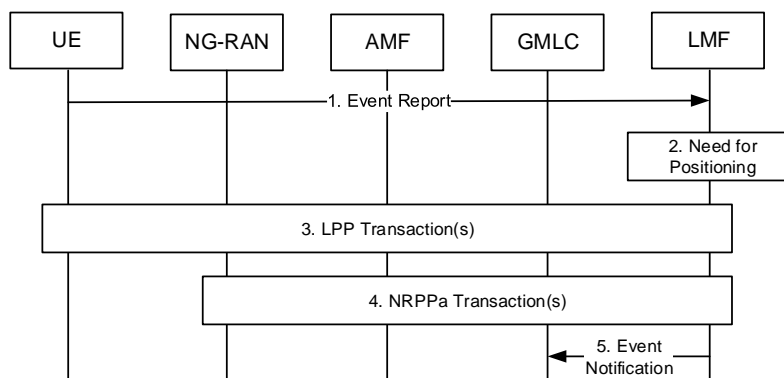 UE
NG-RAN
AMF
GMLC
LMF
1. Event Report
2. Need for
Positioning
3. LPP Transaction(s)
4. NRPPa Transaction(s)
5. Event
Notification